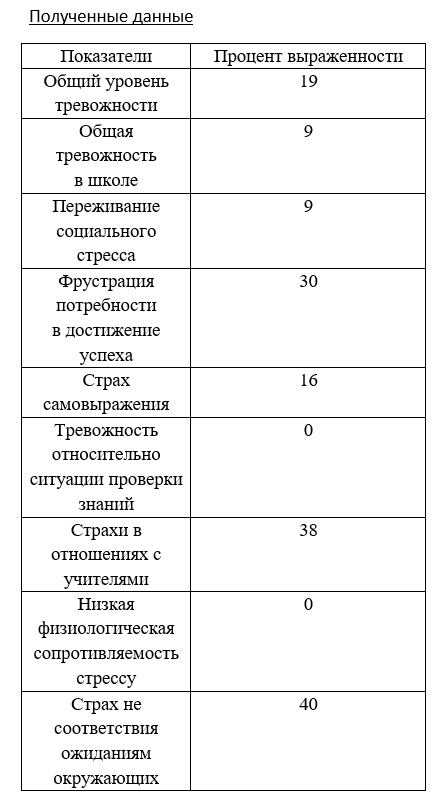 Полученные данные
Показатели Процент выраженности
Общий уровень 19
тревожности
Общая 9
тревожность
в школе
Переживание 9
социального
стресса
Фрустрация 30
потребности
в достижение
успеха
Страх 16
самовыражения
Тревожность 0
относительно
ситуации проверки
знаний
Страхи в 38
отношениях с
учителями
Низкая 0
физиологическая
сопротивляемость
стрессу
Страх не 40
соответствия
ожиданиям
окружающих